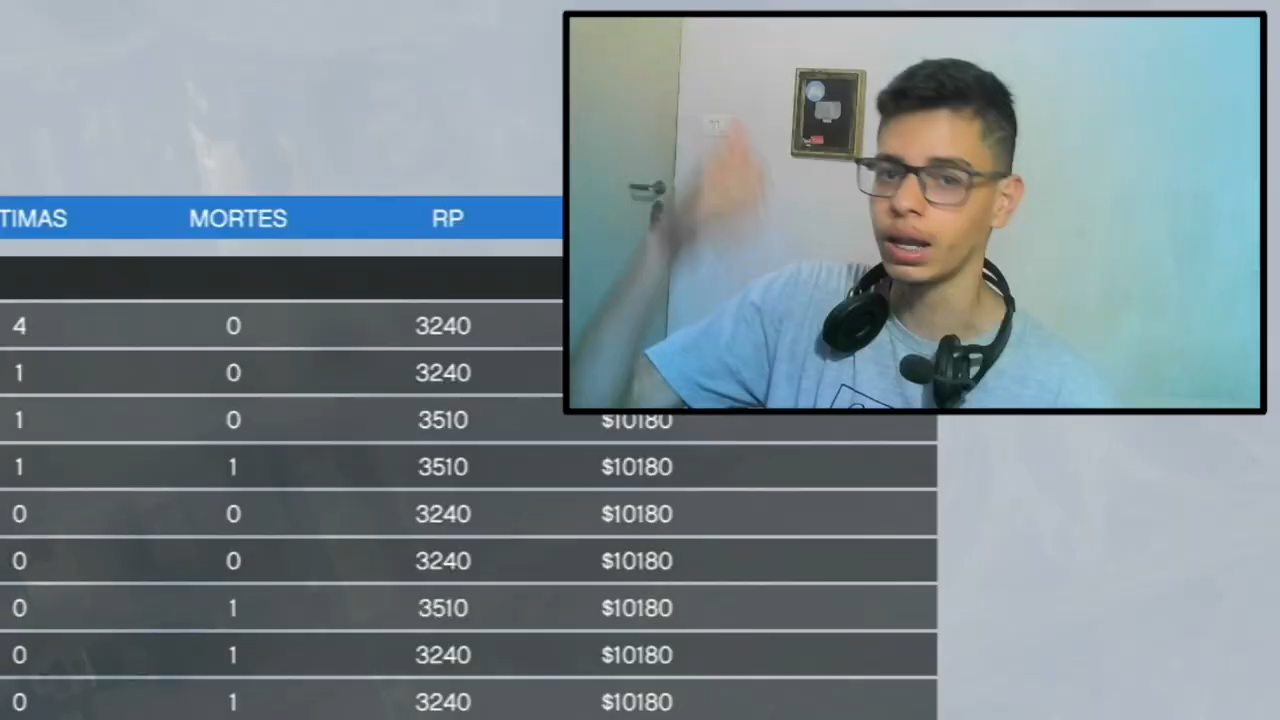 TIMAS MORTES RP
4 0 3240
1 0 3240
1 0 3510 $10180
1 1 3510 $10180
0 0 3240 $10180
0 0 3240 $10180
0 1 3510 $10180
0 1 3240 $10180
0 1 3240 $10180